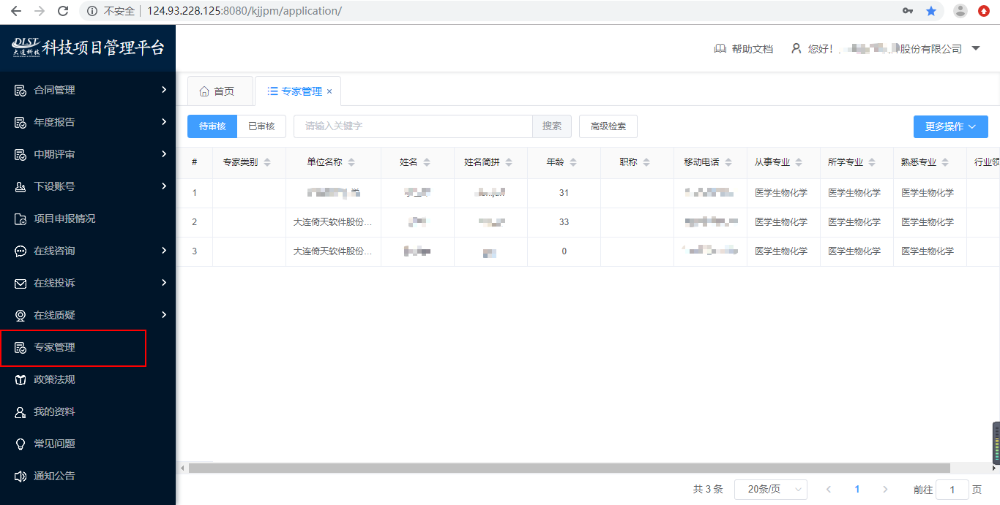 不安全 124.93.228.125:8080/kjjpm/application/
DLST 大连科技 科技项目管理平台
帮助文档 您好! 股份有限公司
合同管理
年度报告
中期评审
下设账号
项目申报情况
在线咨询
在线投诉
在线质疑
专家管理
政策法规
我的资料
常见问题
通知公告
首页 专家管理 ×
待审核 已审核 请输入关键字 搜索 高级检索 更多操作
# 专家类别 单位名称 姓名 姓名简拼 年龄 职称 移动电话 从事专业 所学专业 熟悉专业 行业领
1 31 医学生物化学 医学生物化学 医学生物化学
2 大连倚天软件股份... 33 医学生物化学 医学生物化学 医学生物化学
3 大连倚天软件股份... 0 医学生物化学 医学生物化学 医学生物化学
共 3 条 20条/页 1 前往 1 页